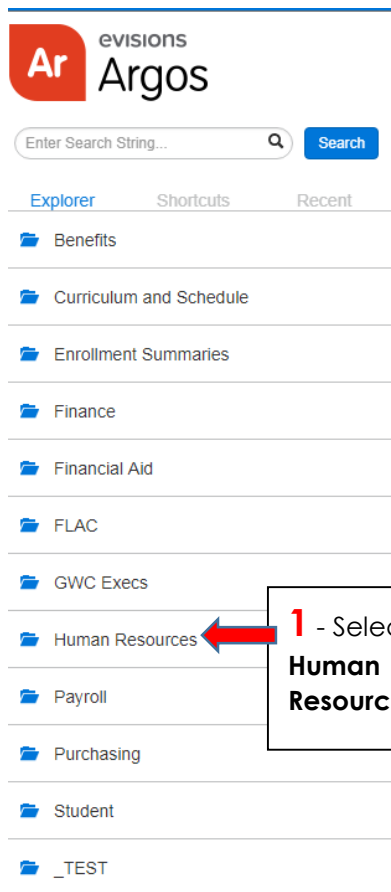 Ar
evisions
Argos
Enter Search String...
Search
Explorer Shortcuts Recent
Benefits
Curriculum and Schedule
Enrollment Summaries
Finance
Financial Aid
FLAC
GWC Execs
Human Resources
1 - Selec
Human
Resourc
Payroll
Purchasing
Student
_TEST